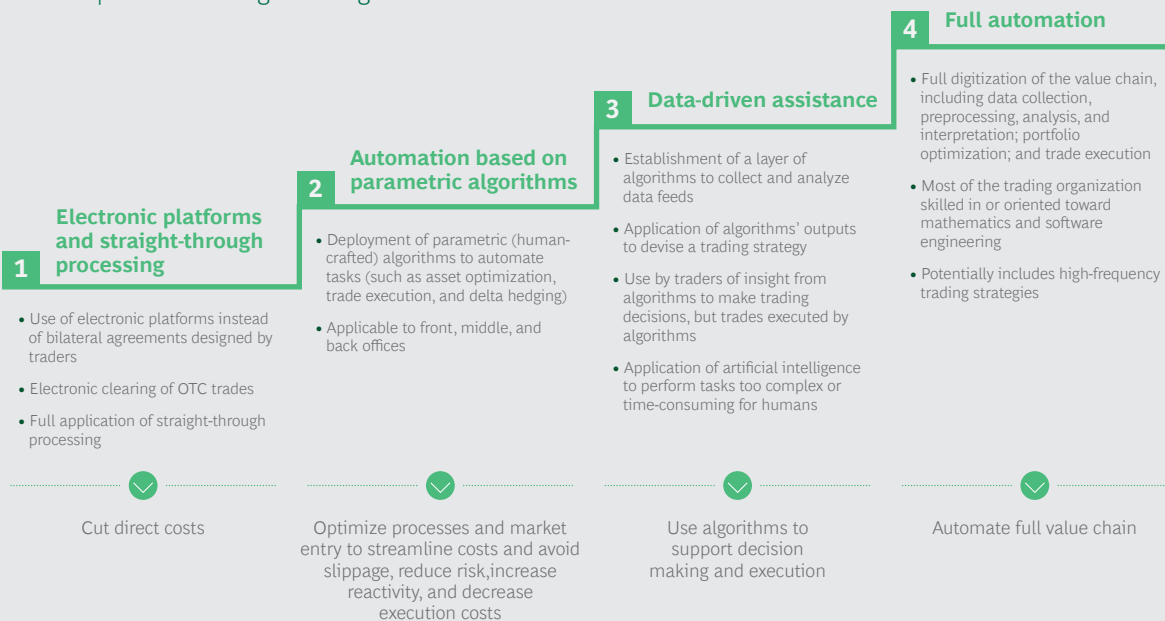 1
Electronic platforms
and straight-through
processing
• Use of electronic platforms instead
of bilateral agreements designed by
traders
• Electronic clearing of OTC trades
• Full application of straight-through
processing
Cut direct costs
2
Automation based on
parametric algorithms
• Deployment of parametric (human-
crafted) algorithms to automate
tasks (such as asset optimization,
trade execution, and delta hedging)
• Applicable to front, middle, and
back offices
Optimize processes and market
entry to streamline costs and avoid
slippage, reduce risk,increase
reactivity, and decrease
execution costs
3
Data-driven assistance
• Establishment of a layer of
algorithms to collect and analyze
data feeds
• Application of algorithms’ outputs
to devise a trading strategy
• Use by traders of insight from
algorithms to make trading
decisions, but trades executed by
algorithms
• Application of artificial intelligence
to perform tasks too complex or
time-consuming for humans
Use algorithms to
support decision
making and execution
4
Full automation
• Full digitization of the value chain,
including data collection,
preprocessing, analysis, and
interpretation; portfolio
optimization; and trade execution
• Most of the trading organization
skilled in or oriented toward
mathematics and software
engineering
• Potentially includes high-frequency
trading strategies
Automate full value chain